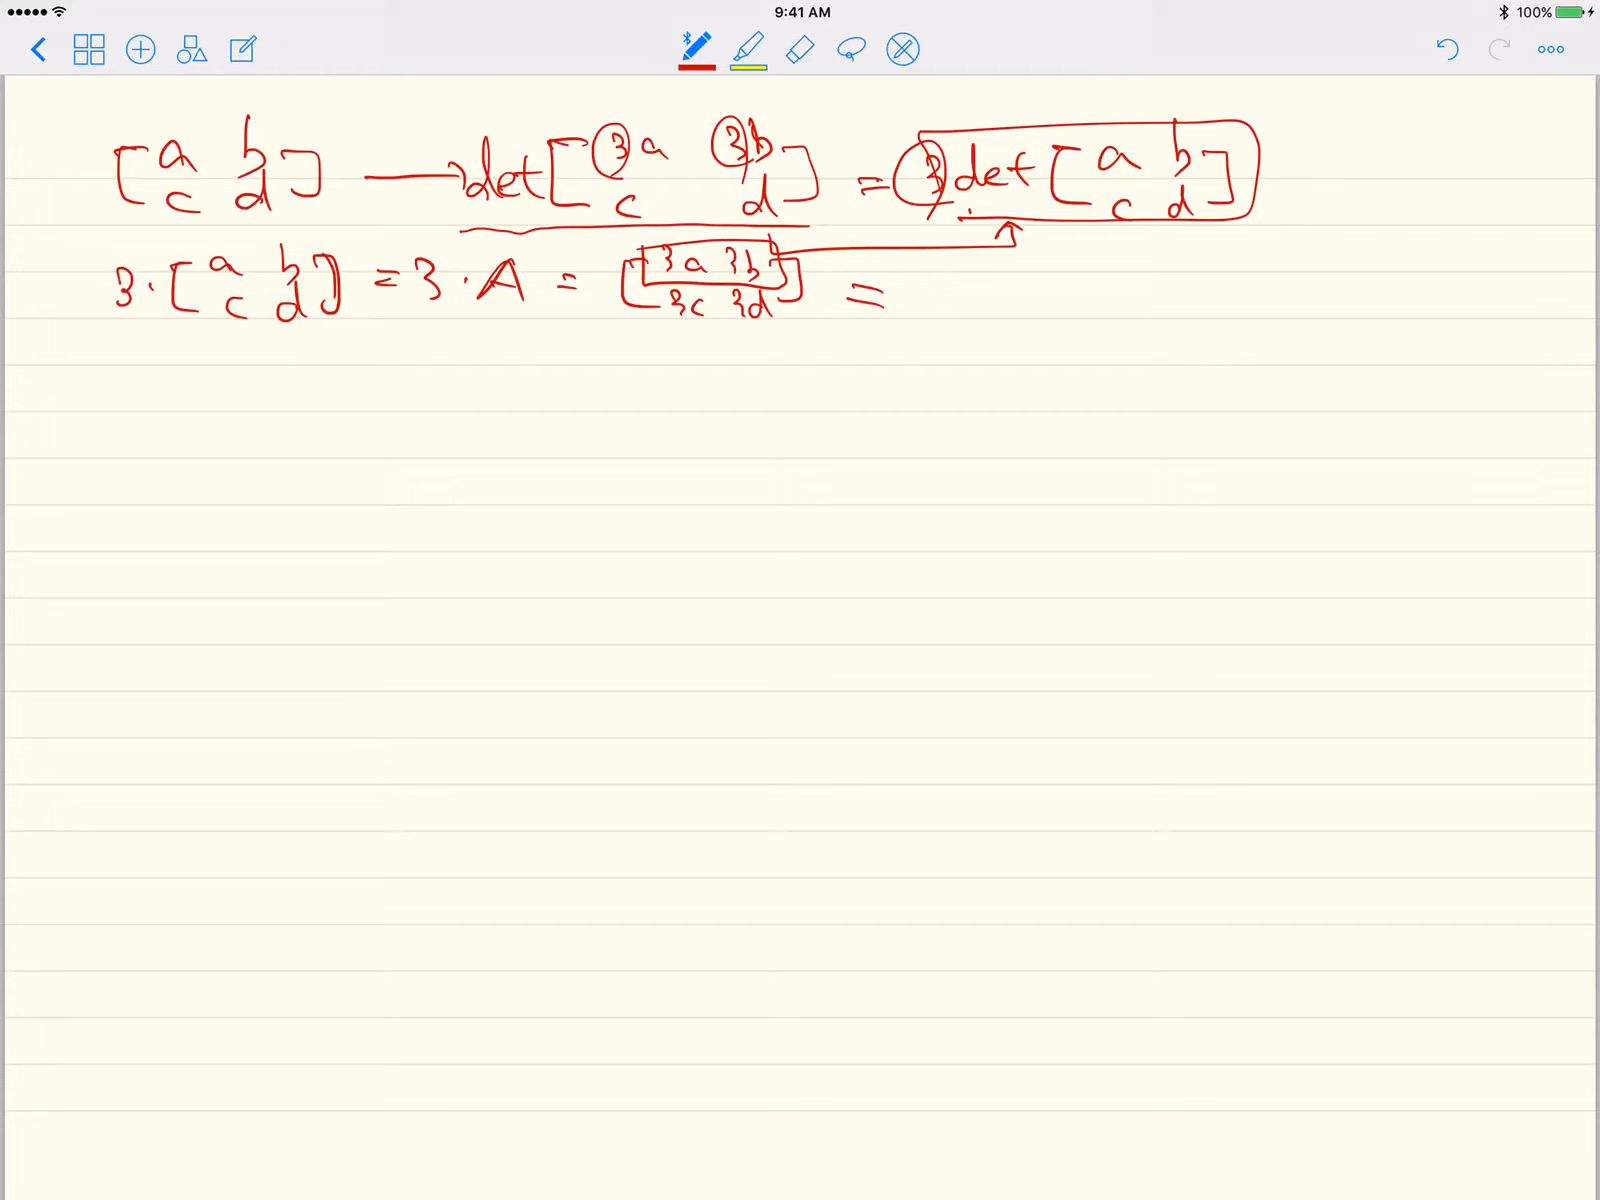 9:41 AM 100%
[a b c d] → det[3a 3b c d] = 3 det[a b c d]
3·[a b c d] = 3·A = [3a 3b 3c 3d] =